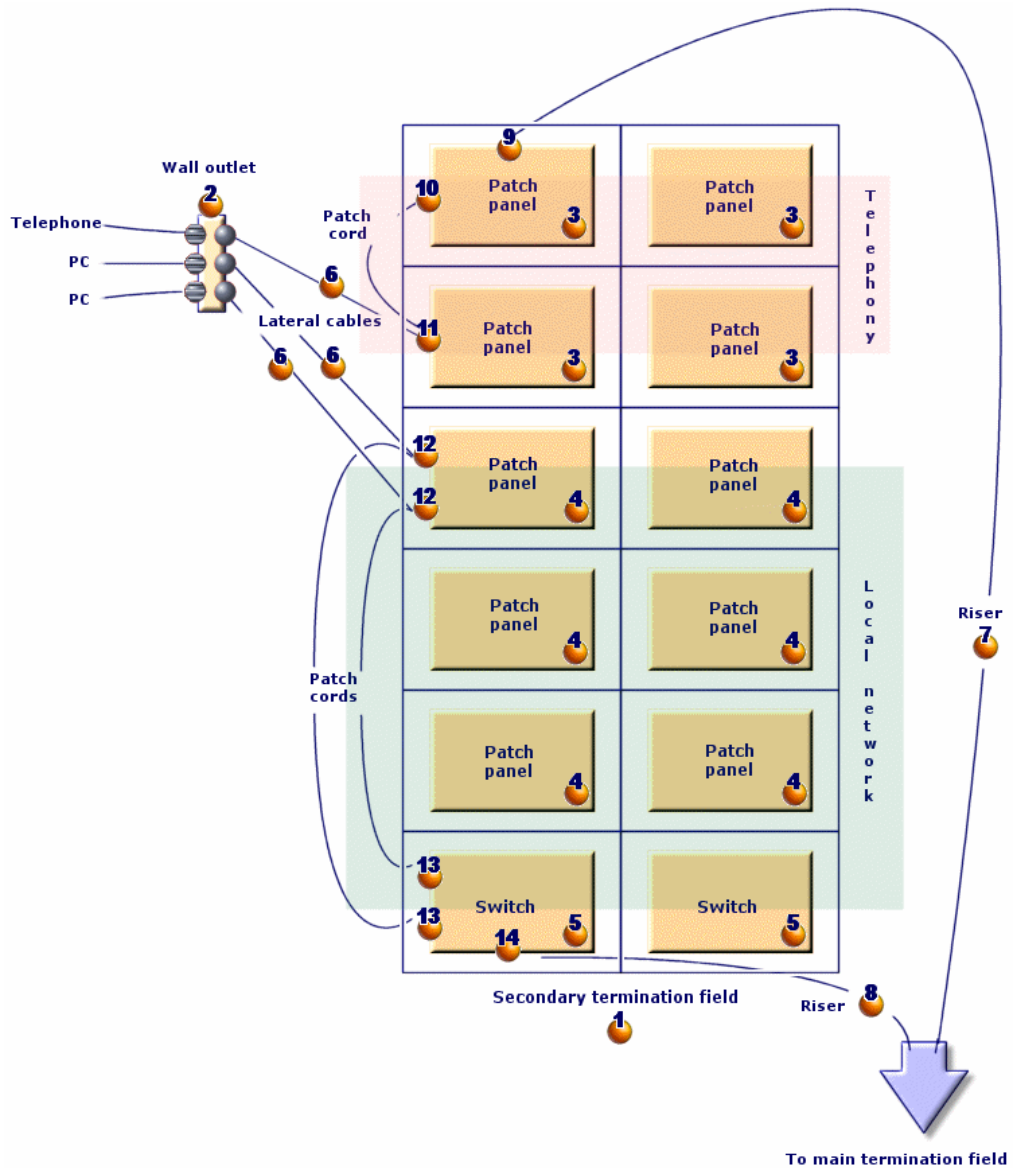 9
Wall outlet
2
10
Patch
panel
Patch
panel
Telephony
Telephone
Patch
cord
3
3
PC
6
PC
Lateral cables
11
Patch
panel
Patch
panel
6
6
3
3
12
Patch
panel
Patch
panel
12
4
4
Local network
Patch
panel
Patch
panel
Riser
7
4
4
Patch
cords
Patch
panel
Patch
panel
4
4
13
Switch
Switch
13
14
5
5
Secondary termination field
1
Riser
8
To main termination field